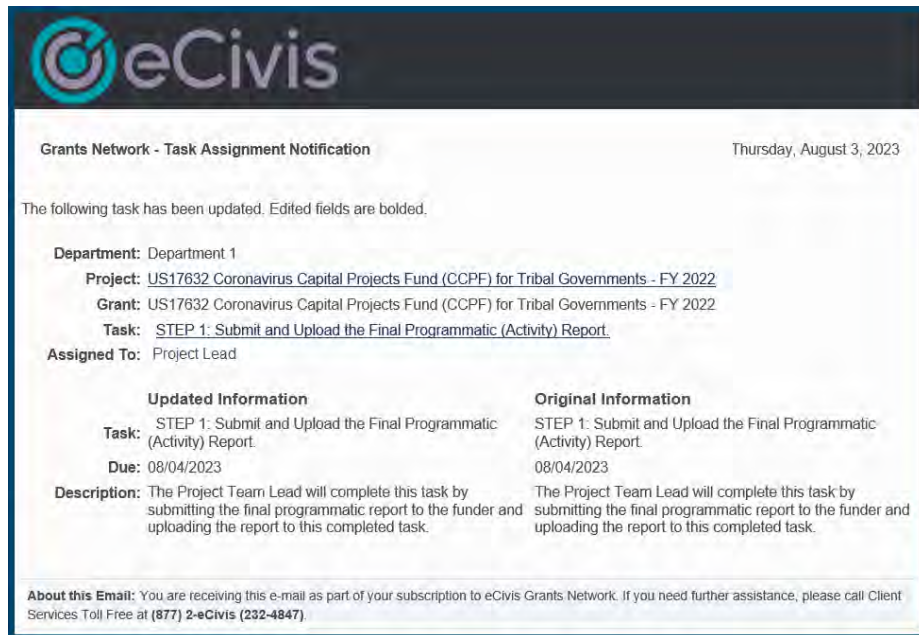 eCivis
Grants Network - Task Assignment Notification Thursday, August 3, 2023
The following task has been updated. Edited fields are bolded.
Department: Department 1
Project: US17632 Coronavirus Capital Projects Fund (CCPF) for Tribal Governments - FY 2022
Grant: US17632 Coronavirus Capital Projects Fund (CCPF) for Tribal Governments - FY 2022
Task: STEP 1: Submit and Upload the Final Programmatic (Activity) Report.
Assigned To: Project Lead
Updated Information
Task: STEP 1: Submit and Upload the Final Programmatic
(Activity) Report.
Due: 08/04/2023
Description: The Project Team Lead will complete this task by
submitting the final programmatic report to the funder and
uploading the report to this completed task.
Original Information
STEP 1: Submit and Upload the Final Programmatic
(Activity) Report.
08/04/2023
The Project Team Lead will complete this task by
submitting the final programmatic report to the funder and
uploading the report to this completed task.
About this Email: You are receiving this e-mail as part of your subscription to eCivis Grants Network. If you need further assistance, please call Client
Services Toll Free at (877) 2-eCivis (232-4847).